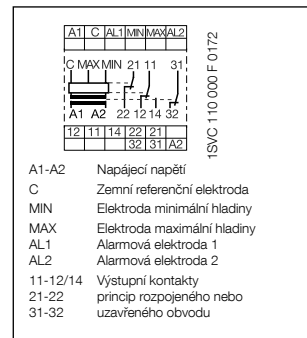 A1 C AL1 MIN MAX AL2
C MAX MIN 21 11 31
A1 A2 22 12 14 32
12 11 14 22 21
32 31 A2
1SVC 110 000 F 0172
A1-A2 Napájecí napětí
C Zemní referenční elektroda
MIN Elektroda minimální hladiny
MAX Elektroda maximální hladiny
AL1 Alarmová elektroda 1
AL2 Alarmová elektroda 2
11-12/14 Výstupní kontakty
21-22 princip rozpojeného nebo
31-32 uzavřeného obvodu